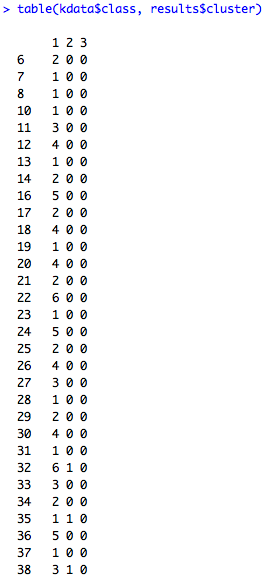 > table(kdata$class, results$cluster)
1 2 3
6 2 0 0
7 1 0 0
8 1 0 0
10 1 0 0
11 3 0 0
12 4 0 0
13 1 0 0
14 2 0 0
16 5 0 0
17 2 0 0
18 4 0 0
19 1 0 0
20 4 0 0
21 2 0 0
22 6 0 0
23 1 0 0
24 5 0 0
25 2 0 0
26 4 0 0
27 3 0 0
28 1 0 0
29 2 0 0
30 4 0 0
31 1 0 0
32 6 1 0
33 3 0 0
34 2 0 0
35 1 1 0
36 5 0 0
37 1 0 0
38 3 1 0